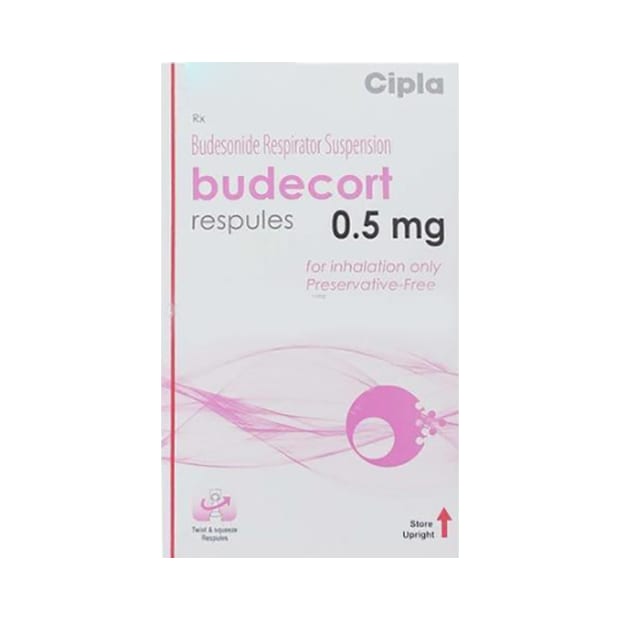 Cipla
Rx
Budesonide Respirator Suspension
budecort
respules 0.5 mg
for inhalation only
Preservative-Free
Twist & squeeze
Respules
Store
Upright